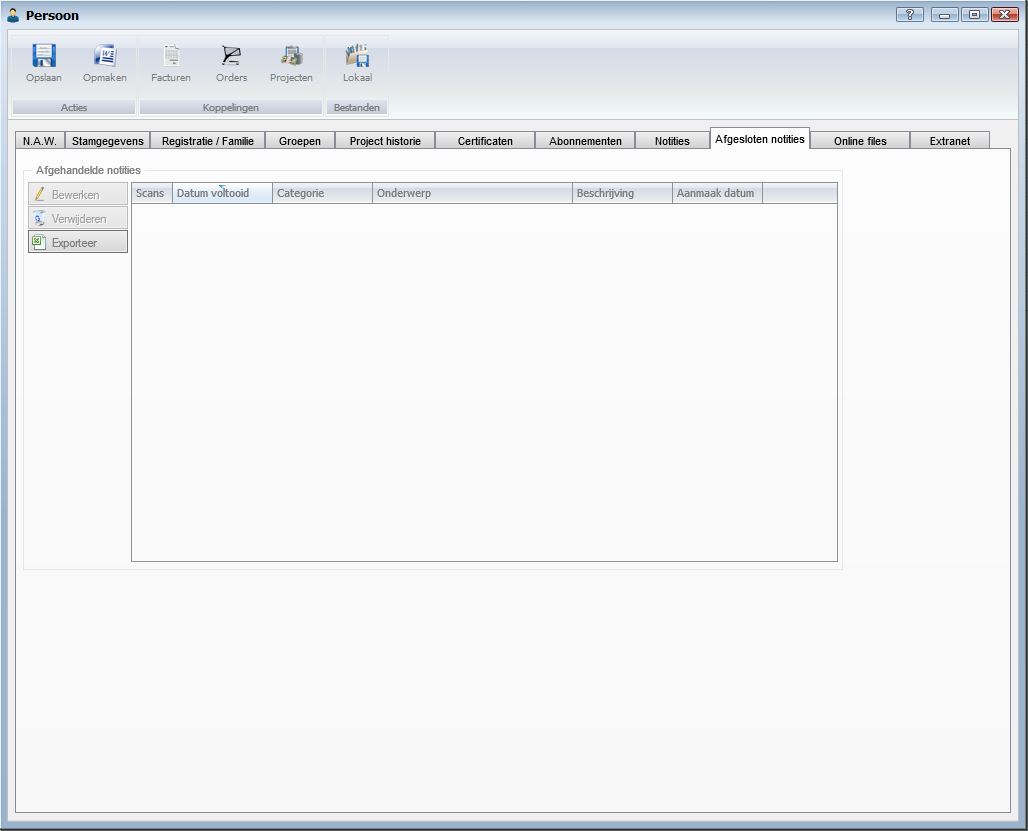 Persoon
?
Opslaan Opmaken Facturen Orders Projecten Lokaal
Acties Koppelingen Bestanden
N.A.W. Stamgegevens Registratie / Familie Groepen Project historie Certificaten Abonnementen Notities Afgesloten notities Online files Extranet
Afgehandelde notities
Bewerken Scans Datum voltooid Categorie Onderwerp Beschrijving Aanmaak datum
Verwijderen
Exporteer